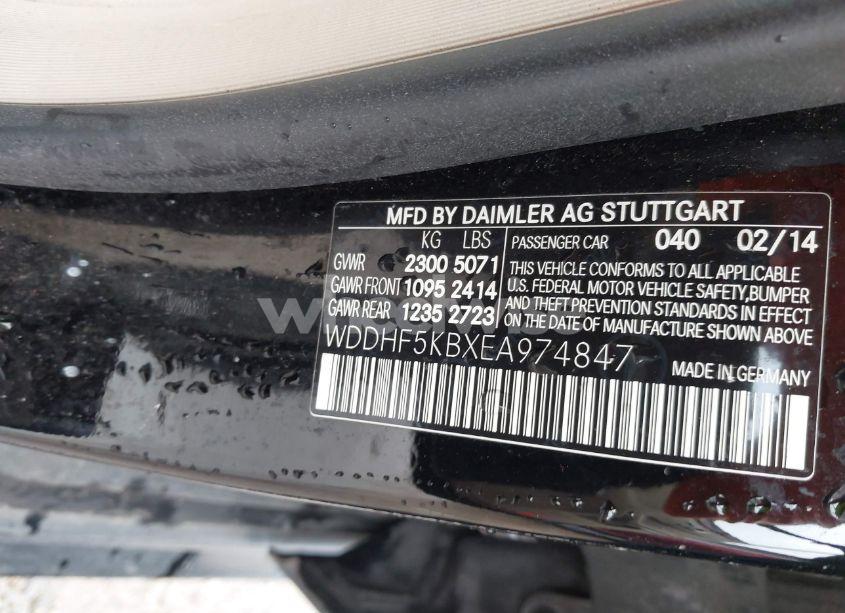 MFD BY DAIMLER AG STUTTGART
KG LBS
GVWR 2300 5071
GAWR FRONT 1095 2414
GAWR REAR 1235 2723
PASSENGER CAR 040 02/14
THIS VEHICLE CONFORMS TO ALL APPLICABLE
U.S. FEDERAL MOTOR VEHICLE SAFETY,BUMPER
AND THEFT PREVENTION STANDARDS IN EFFECT
ON THE DATE OF MANUFACTURE SHOWN ABOVE
WDDHF5KBXEA974847
MADE IN GERMANY